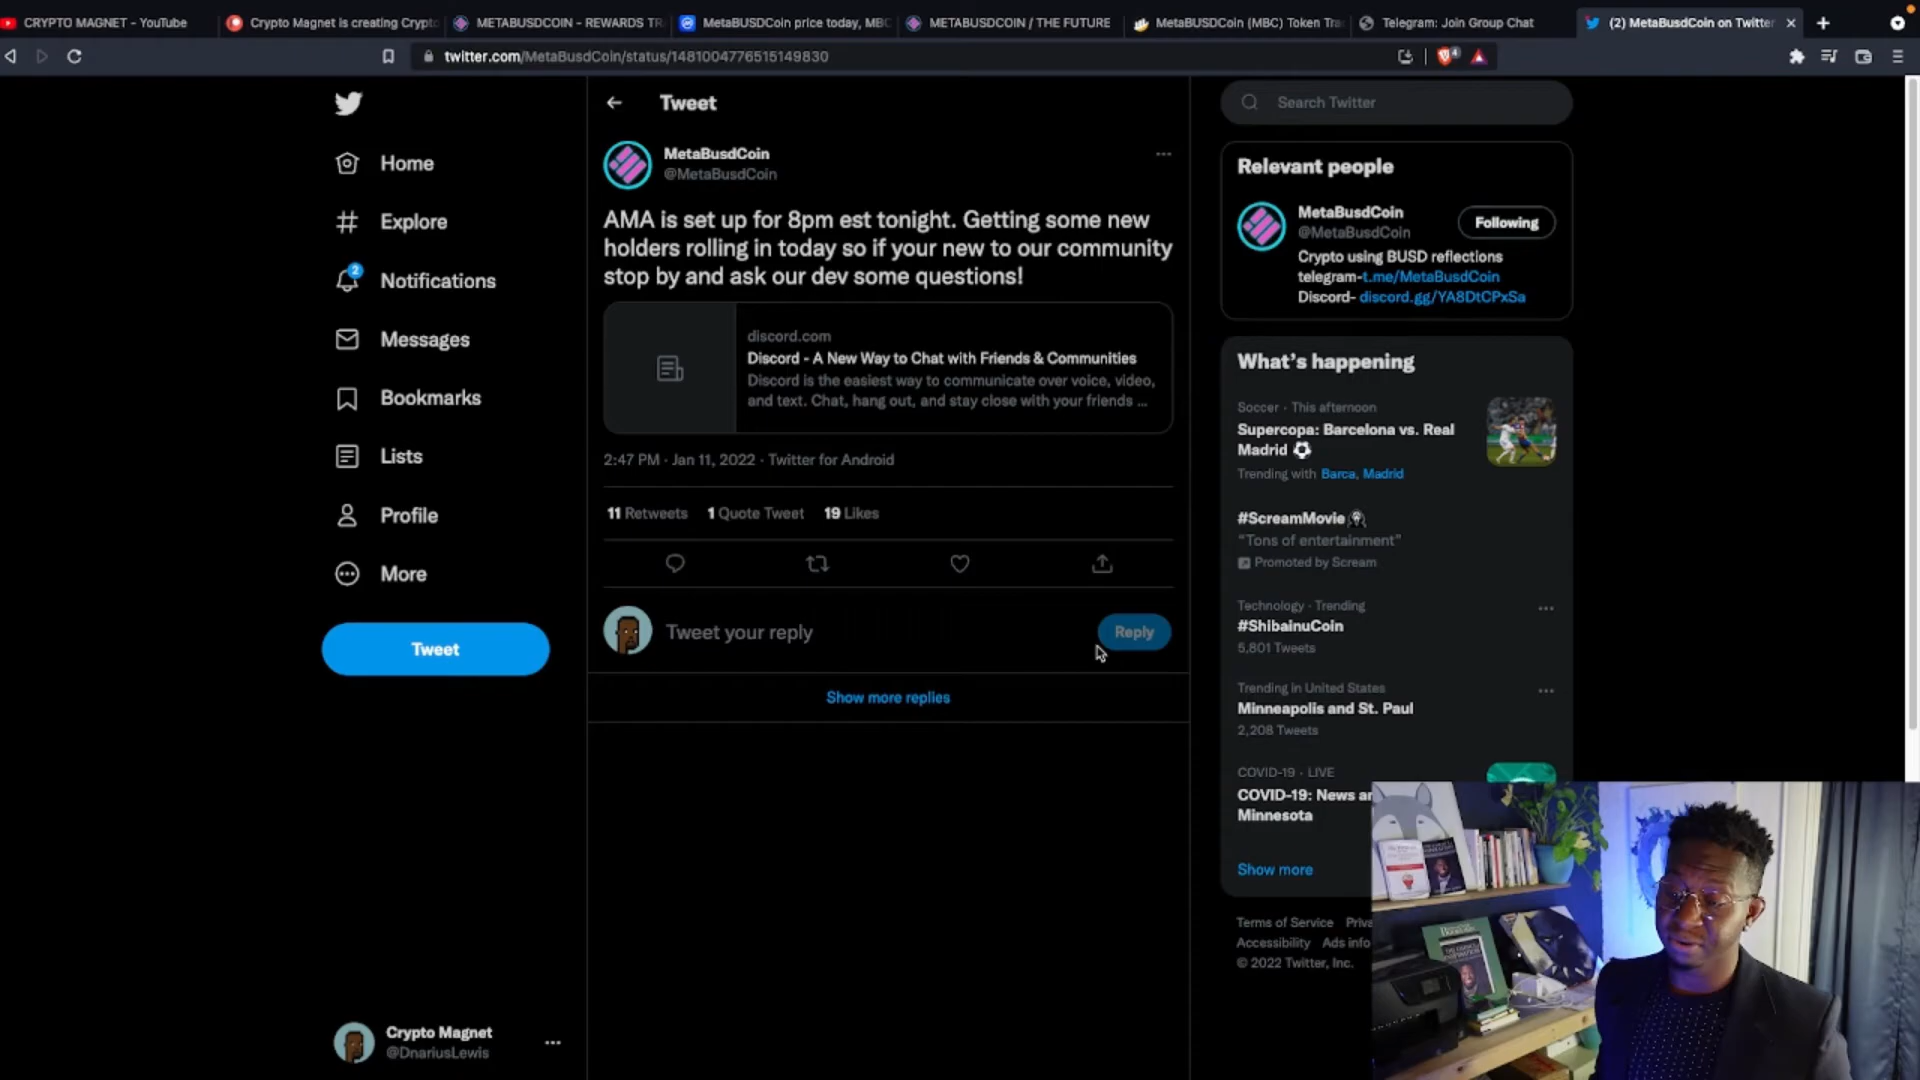 CRYPTO MAGNET - YouTube
Crypto Magnet is creating Crypto
METABUSDCOIN - REWARDS TR
MetaBUSDCoin price today, MBC
METABUSDCOIN / THE FUTURE
MetaBUSDCoin (MBC) Token Tra
Telegram: Join Group Chat
(2) MetaBusdCoin on Twitter
twitter.com/MetaBusdCoin/status/1481004776515149830
4
Home
Explore
2
Notifications
Messages
Bookmarks
Lists
Profile
More
Tweet
Crypto Magnet
@DnariusLewis
Tweet
MetaBusdCoin
@MetaBusdCoin
AMA is set up for 8pm est tonight. Getting some new
holders rolling in today so if your new to our community
stop by and ask our dev some questions!
discord.com
Discord - A New Way to Chat with Friends & Communities
Discord is the easiest way to communicate over voice, video,
and text. Chat, hang out, and stay close with your friends ...
2:47 PM · Jan 11, 2022 · Twitter for Android
11 Retweets 1 Quote Tweet 19 Likes
Tweet your reply
Reply
Show more replies
Search Twitter
Relevant people
MetaBusdCoin
@MetaBusdCoin
Following
Crypto using BUSD reflections
telegram-t.me/MetaBusdCoin
Discord- discord.gg/YA8DtCPxSa
What's happening
Soccer · This afternoon
Supercopa: Barcelona vs. Real
Madrid
Trending with Barca, Madrid
#ScreamMovie
"Tons of entertainment"
Promoted by Scream
Technology · Trending
#ShibainuCoin
5,801 Tweets
Trending in United States
Minneapolis and St. Paul
2,208 Tweets
COVID-19 · LIVE
COVID-19: News
Minnesota
Show more
Terms of Service
Accessibility Ads info
© 2022 Twitter, Inc.